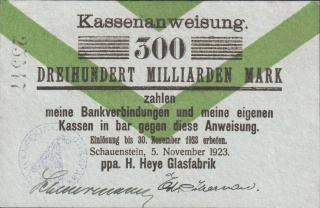 Kassenanweisung.
300
DREIHUNDERT MILLIARDEN MARK
zahlen
meine Bankverbindungen und meine eigenen
Kassen in bar gegen diese Anweisung.
Einlösung bis 30. November 1923 erbeten.
Schauenstein, 5. November 1923.
ppa. H. Heye Glasfabrik